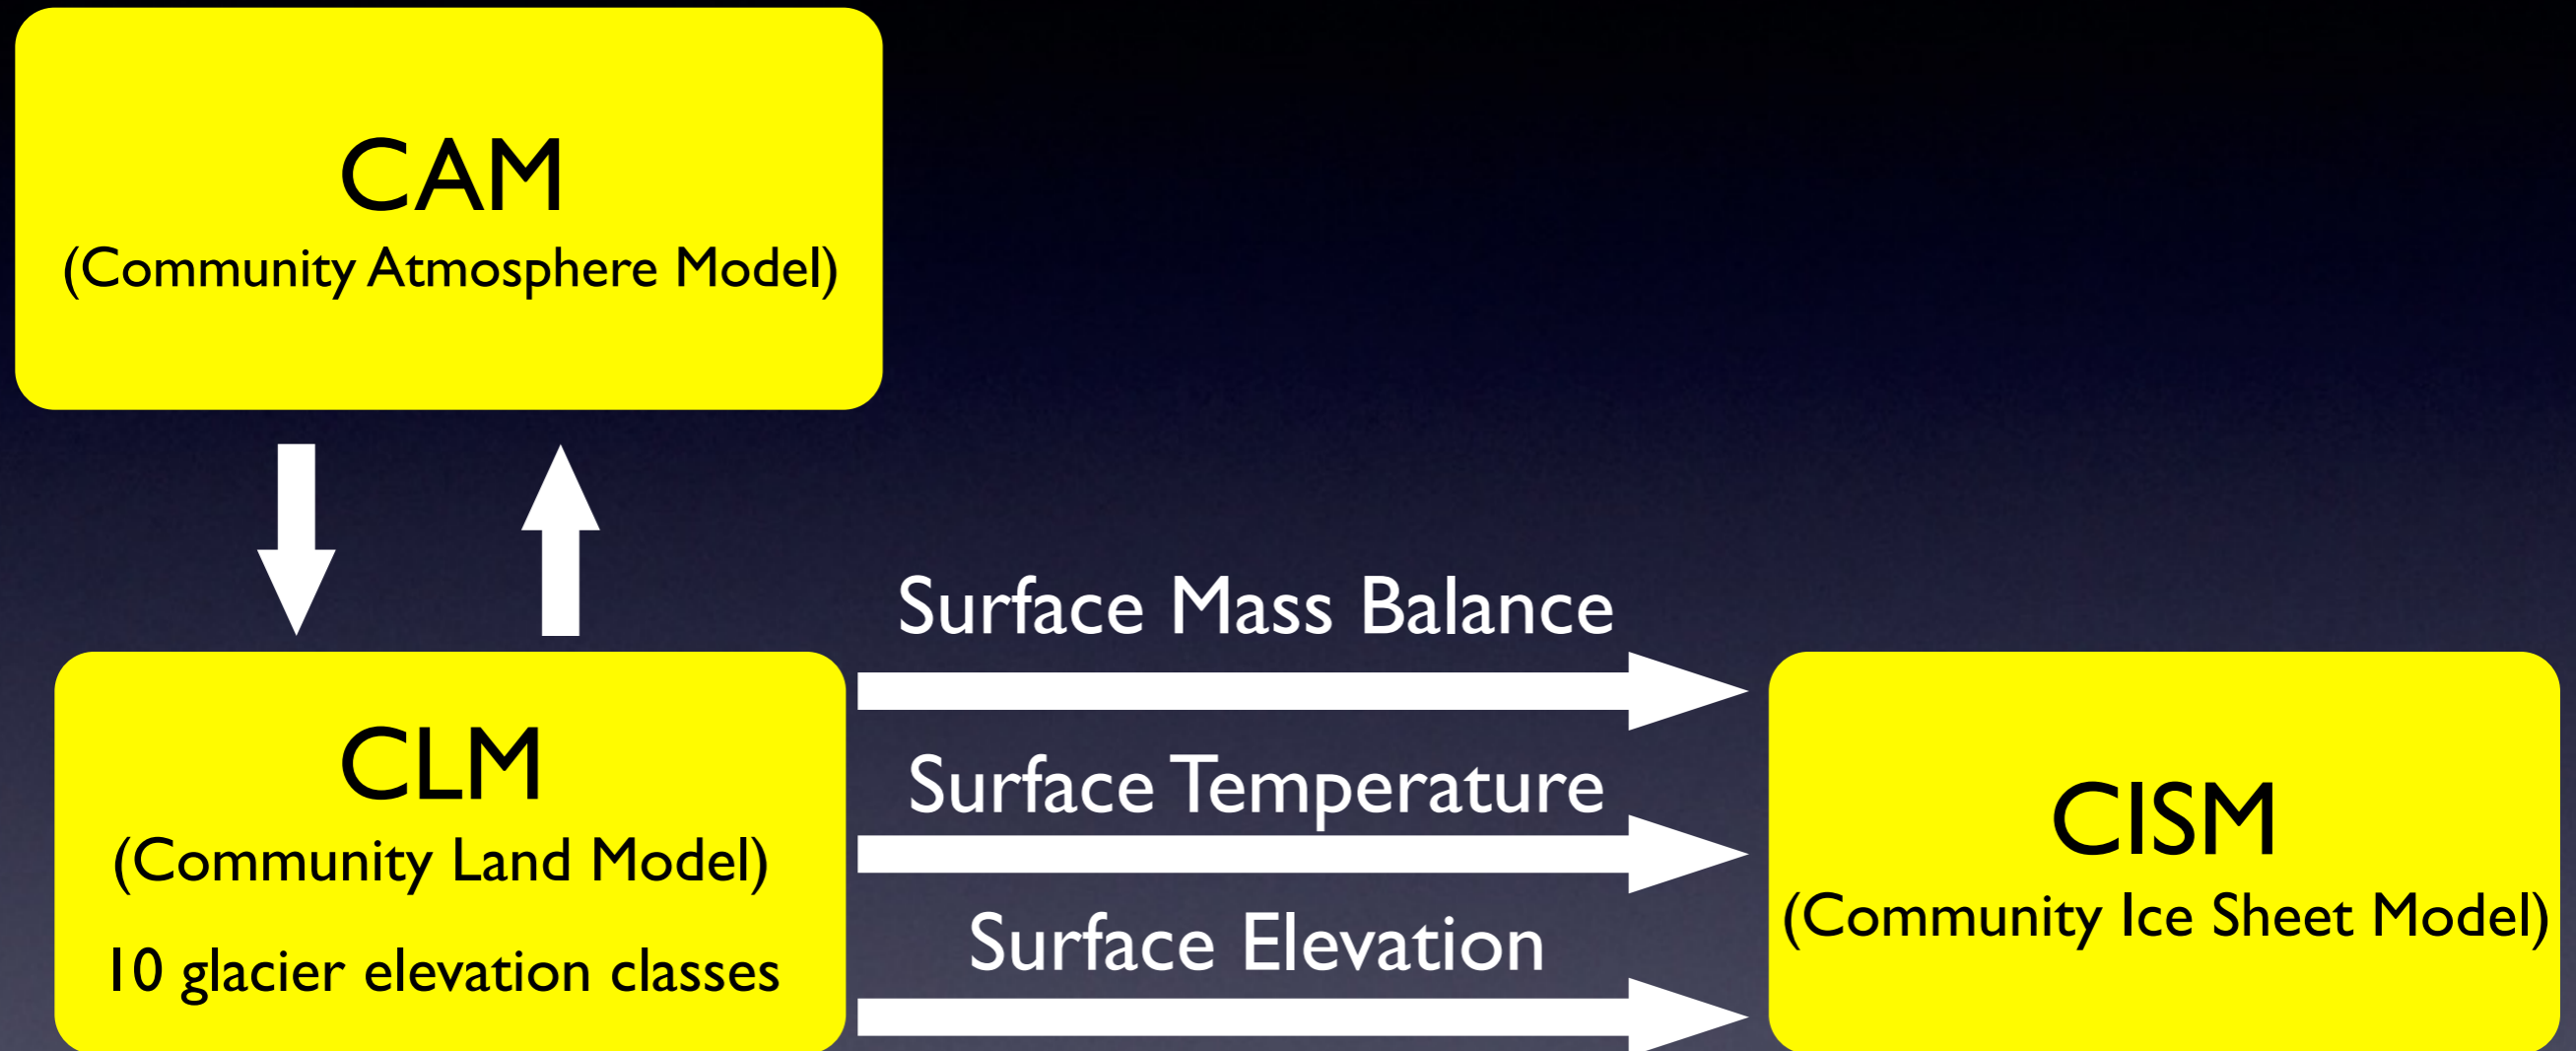 CAM
(Community Atmosphere Model)
Surface Mass Balance
CLM
(Community Land Model)
10 glacier elevation classes
Surface Temperature
Surface Elevation
CISM
(Community Ice Sheet Model)